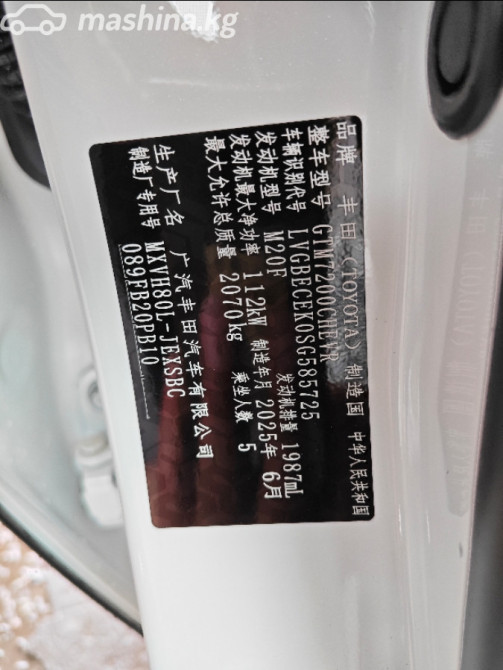 mashina.kg
品牌 丰田(TOYOTA) 制造国 中华人民共和国
整车型号 GTM7200CHEVR
车辆识别代号 LVGBECEK0SG585725
发动机型号 M20F 发动机排量 1987mL
发动机最大净功率 112kW 制造年月 2025年 6月
最大允许总质量 2070kg 乘坐人数 5
生产厂名 广汽丰田汽车有限公司
制造厂专用号 MXVH80L-JEXSBC
089FB20PB10